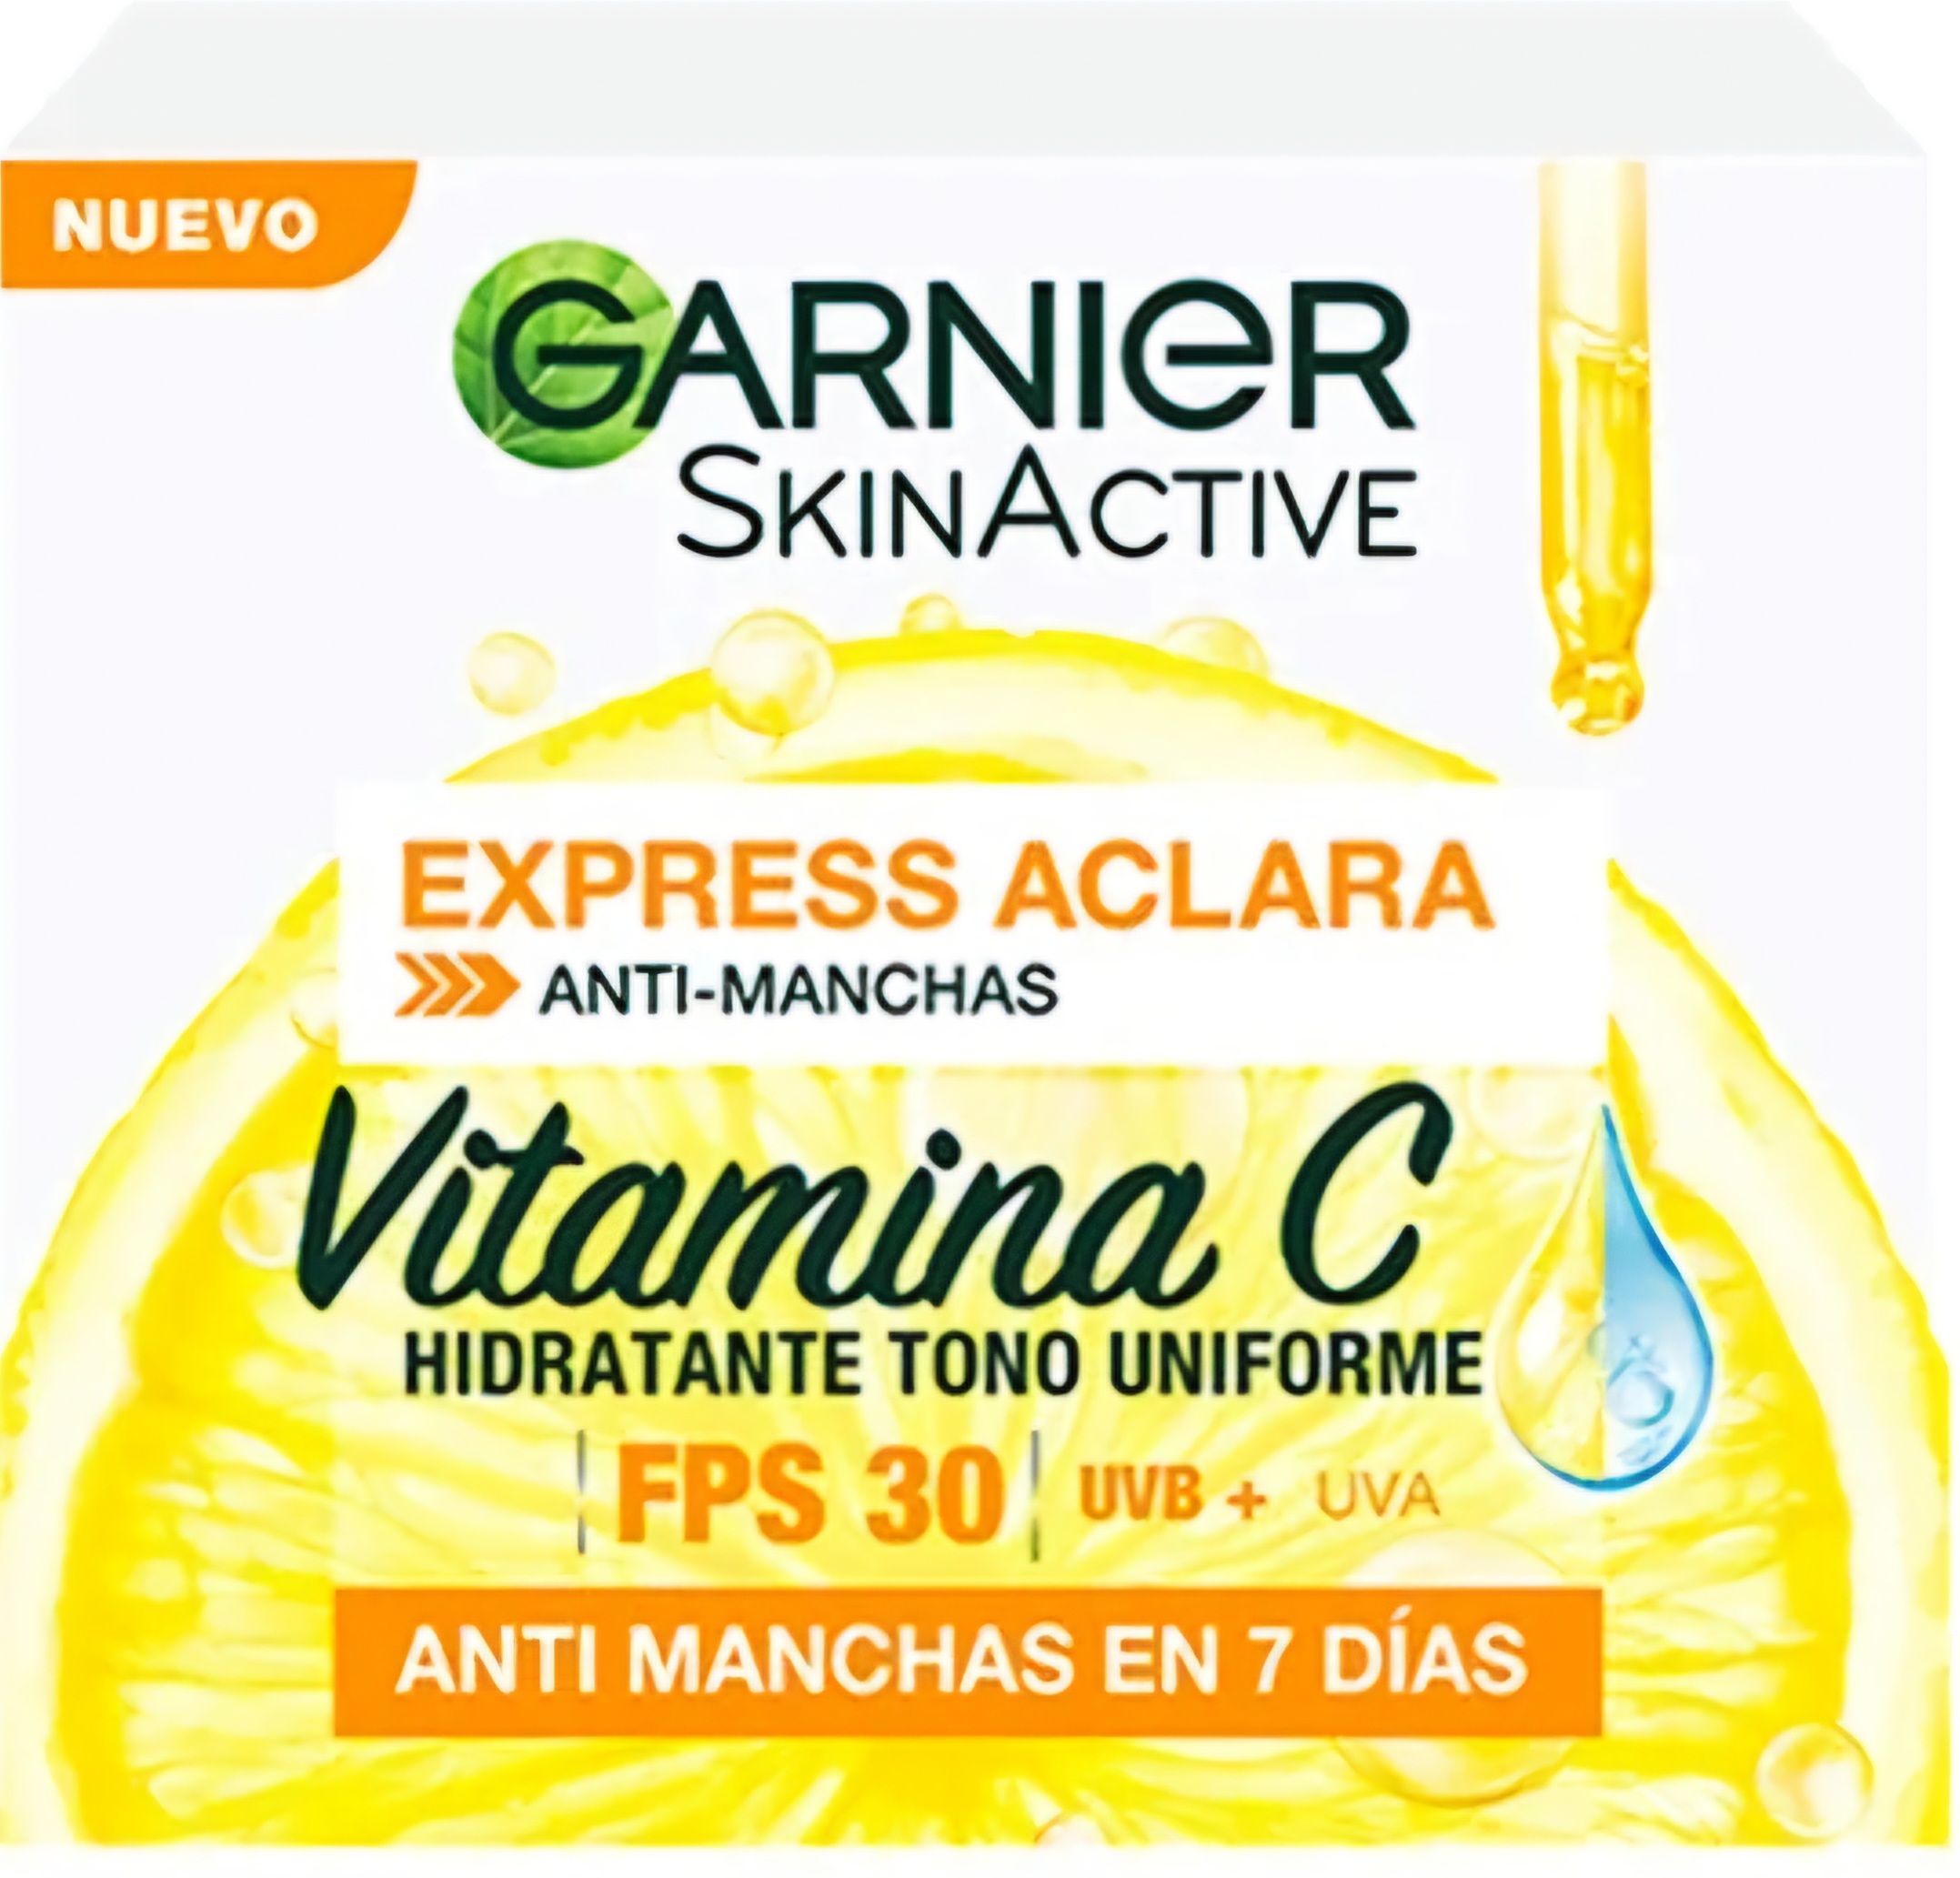 NUEVO
GARNIER
SKINACTIVE
EXPRESS ACLARA
ANTI-MANCHAS
Vitamina C
HIDRATANTE TONO UNIFORME
FPS 30 UVB + UVA
ANTI MANCHAS EN 7 DÍAS